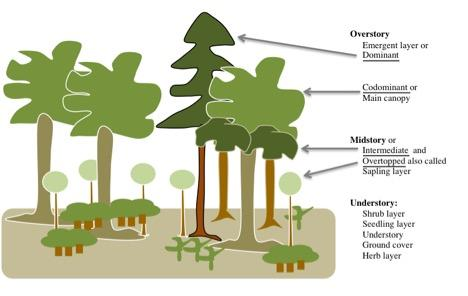 Overstory
Emergent layer or
Dominant
Codominant or
Main canopy
Midstory or
Intermediate and
Overtopped also called
Sapling layer
Understory:
Shrub layer
Seedling layer
Understory
Ground cover
Herb layer